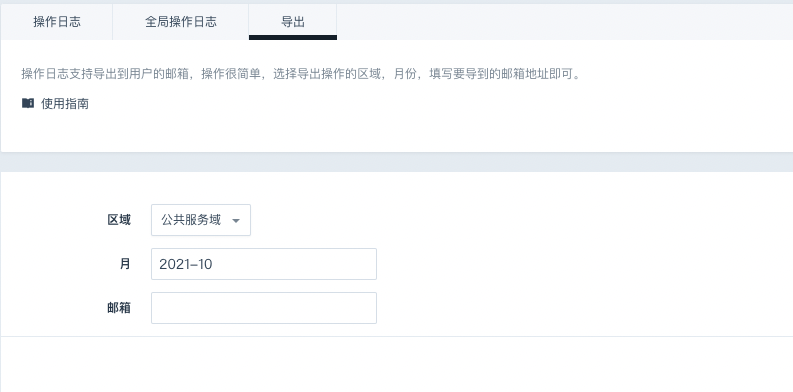 操作日志 全局操作日志 导出
操作日志支持导出到用户的邮箱，操作很简单，选择导出操作的区域，月份，填写要导到的邮箱地址即可。
使用指南
区域 公共服务域
月 2021-10
邮箱